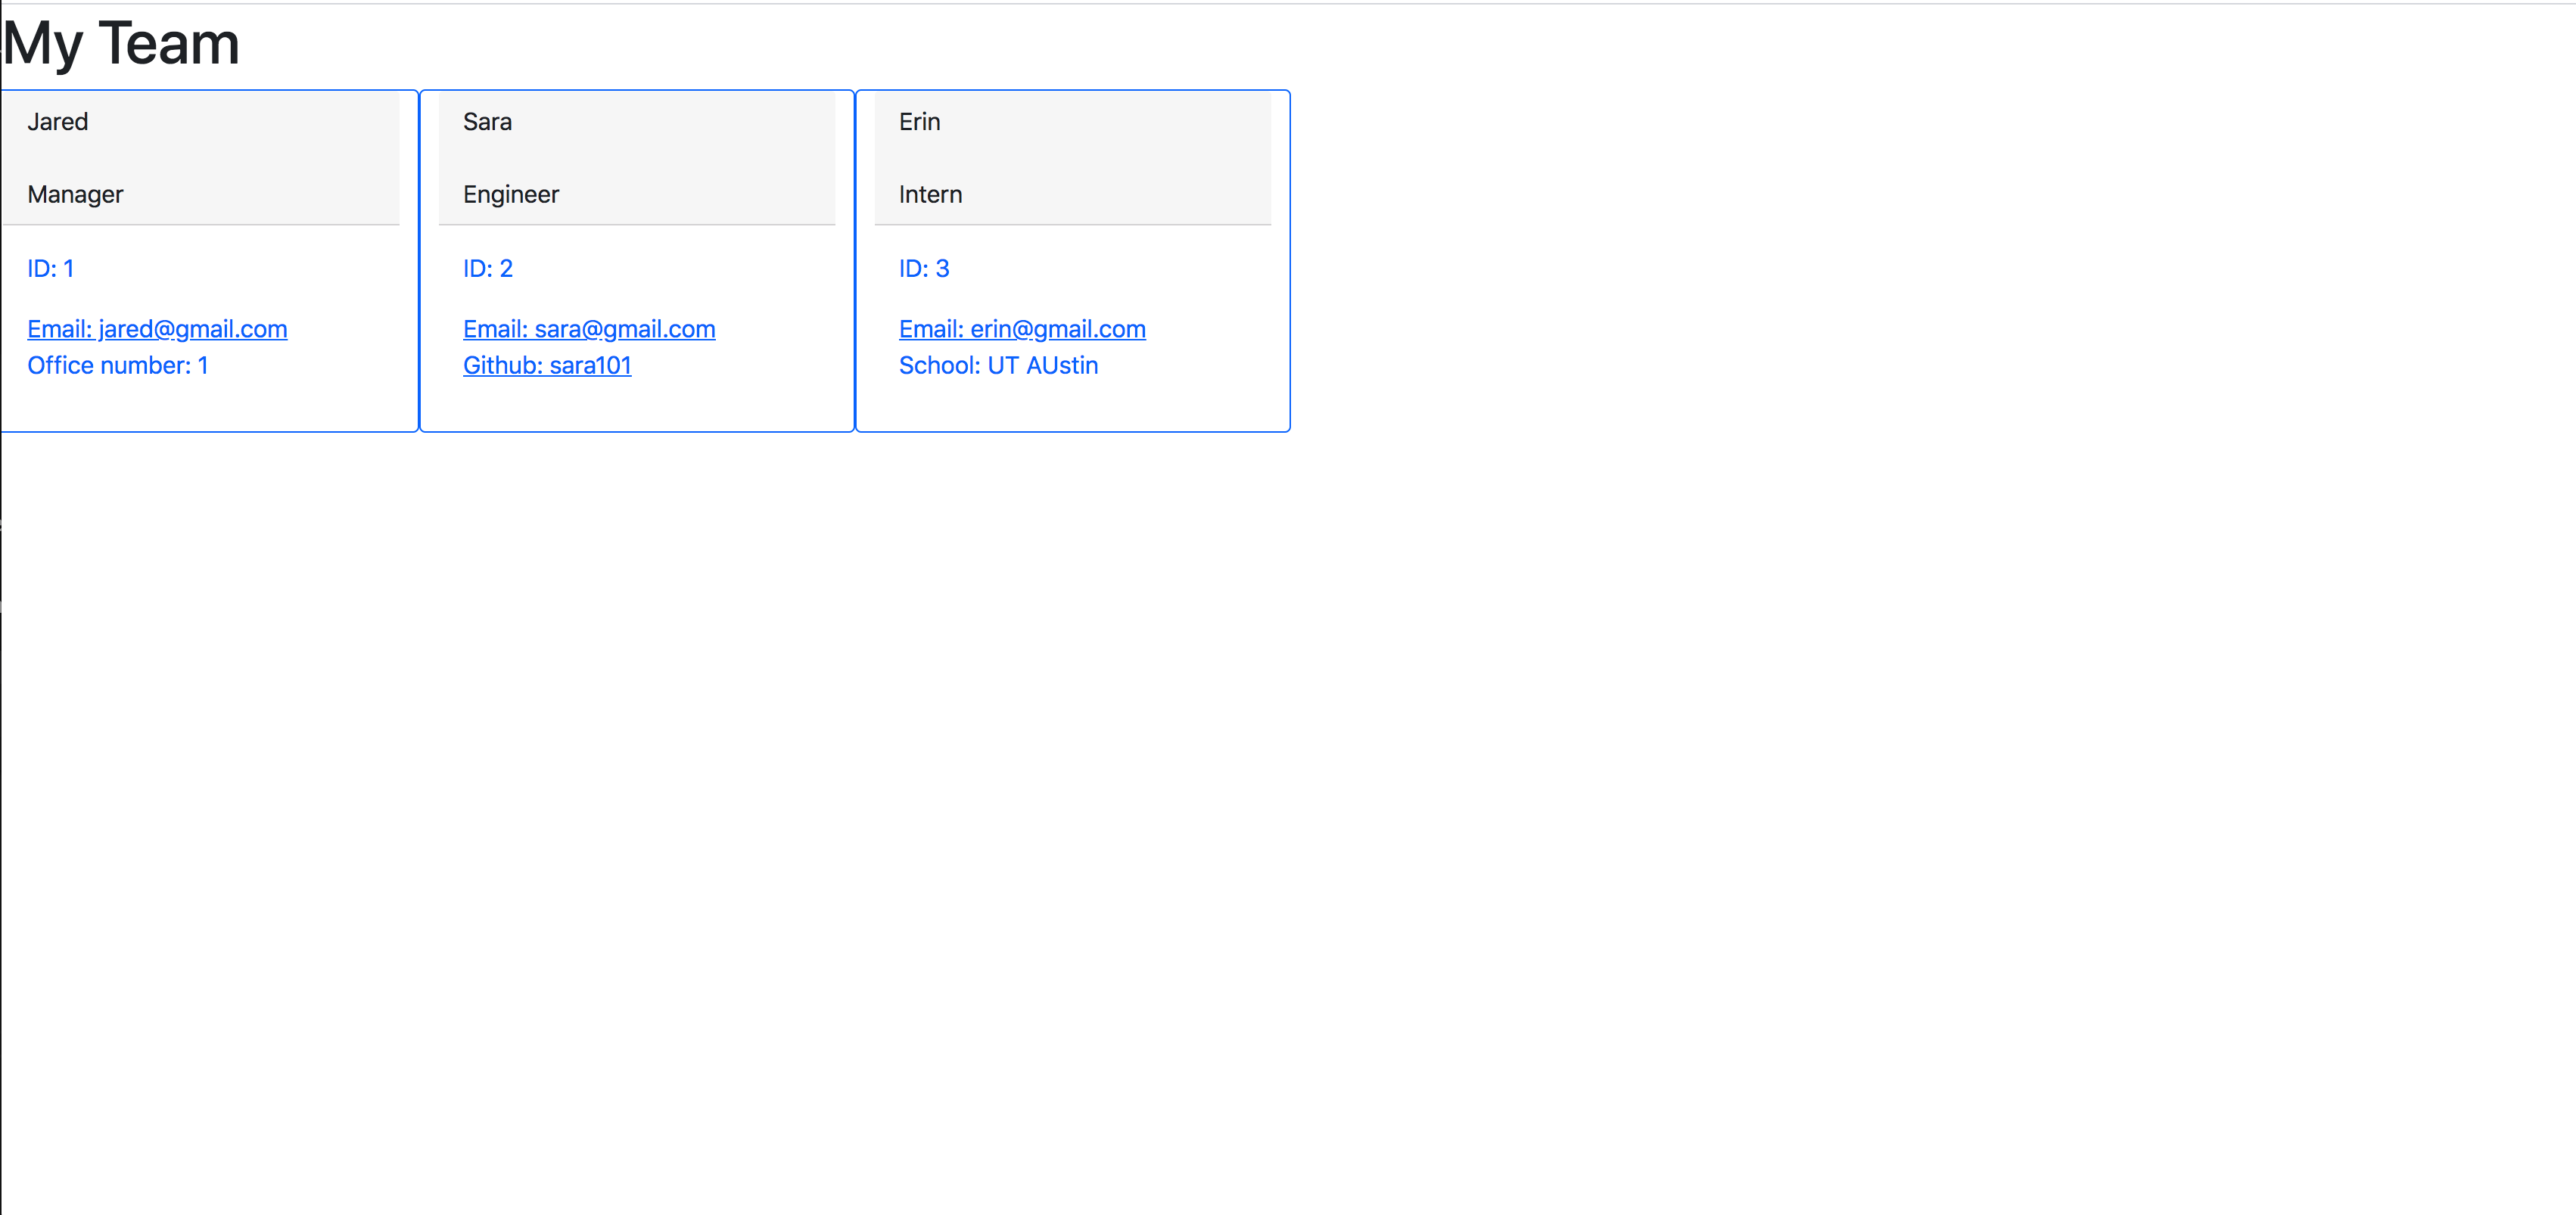 My Team
Jared
Manager
ID: 1
Email: jared@gmail.com
Office number: 1
Sara
Engineer
ID: 2
Email: sara@gmail.com
Github: sara101
Erin
Intern
ID: 3
Email: erin@gmail.com
School: UT AUstin